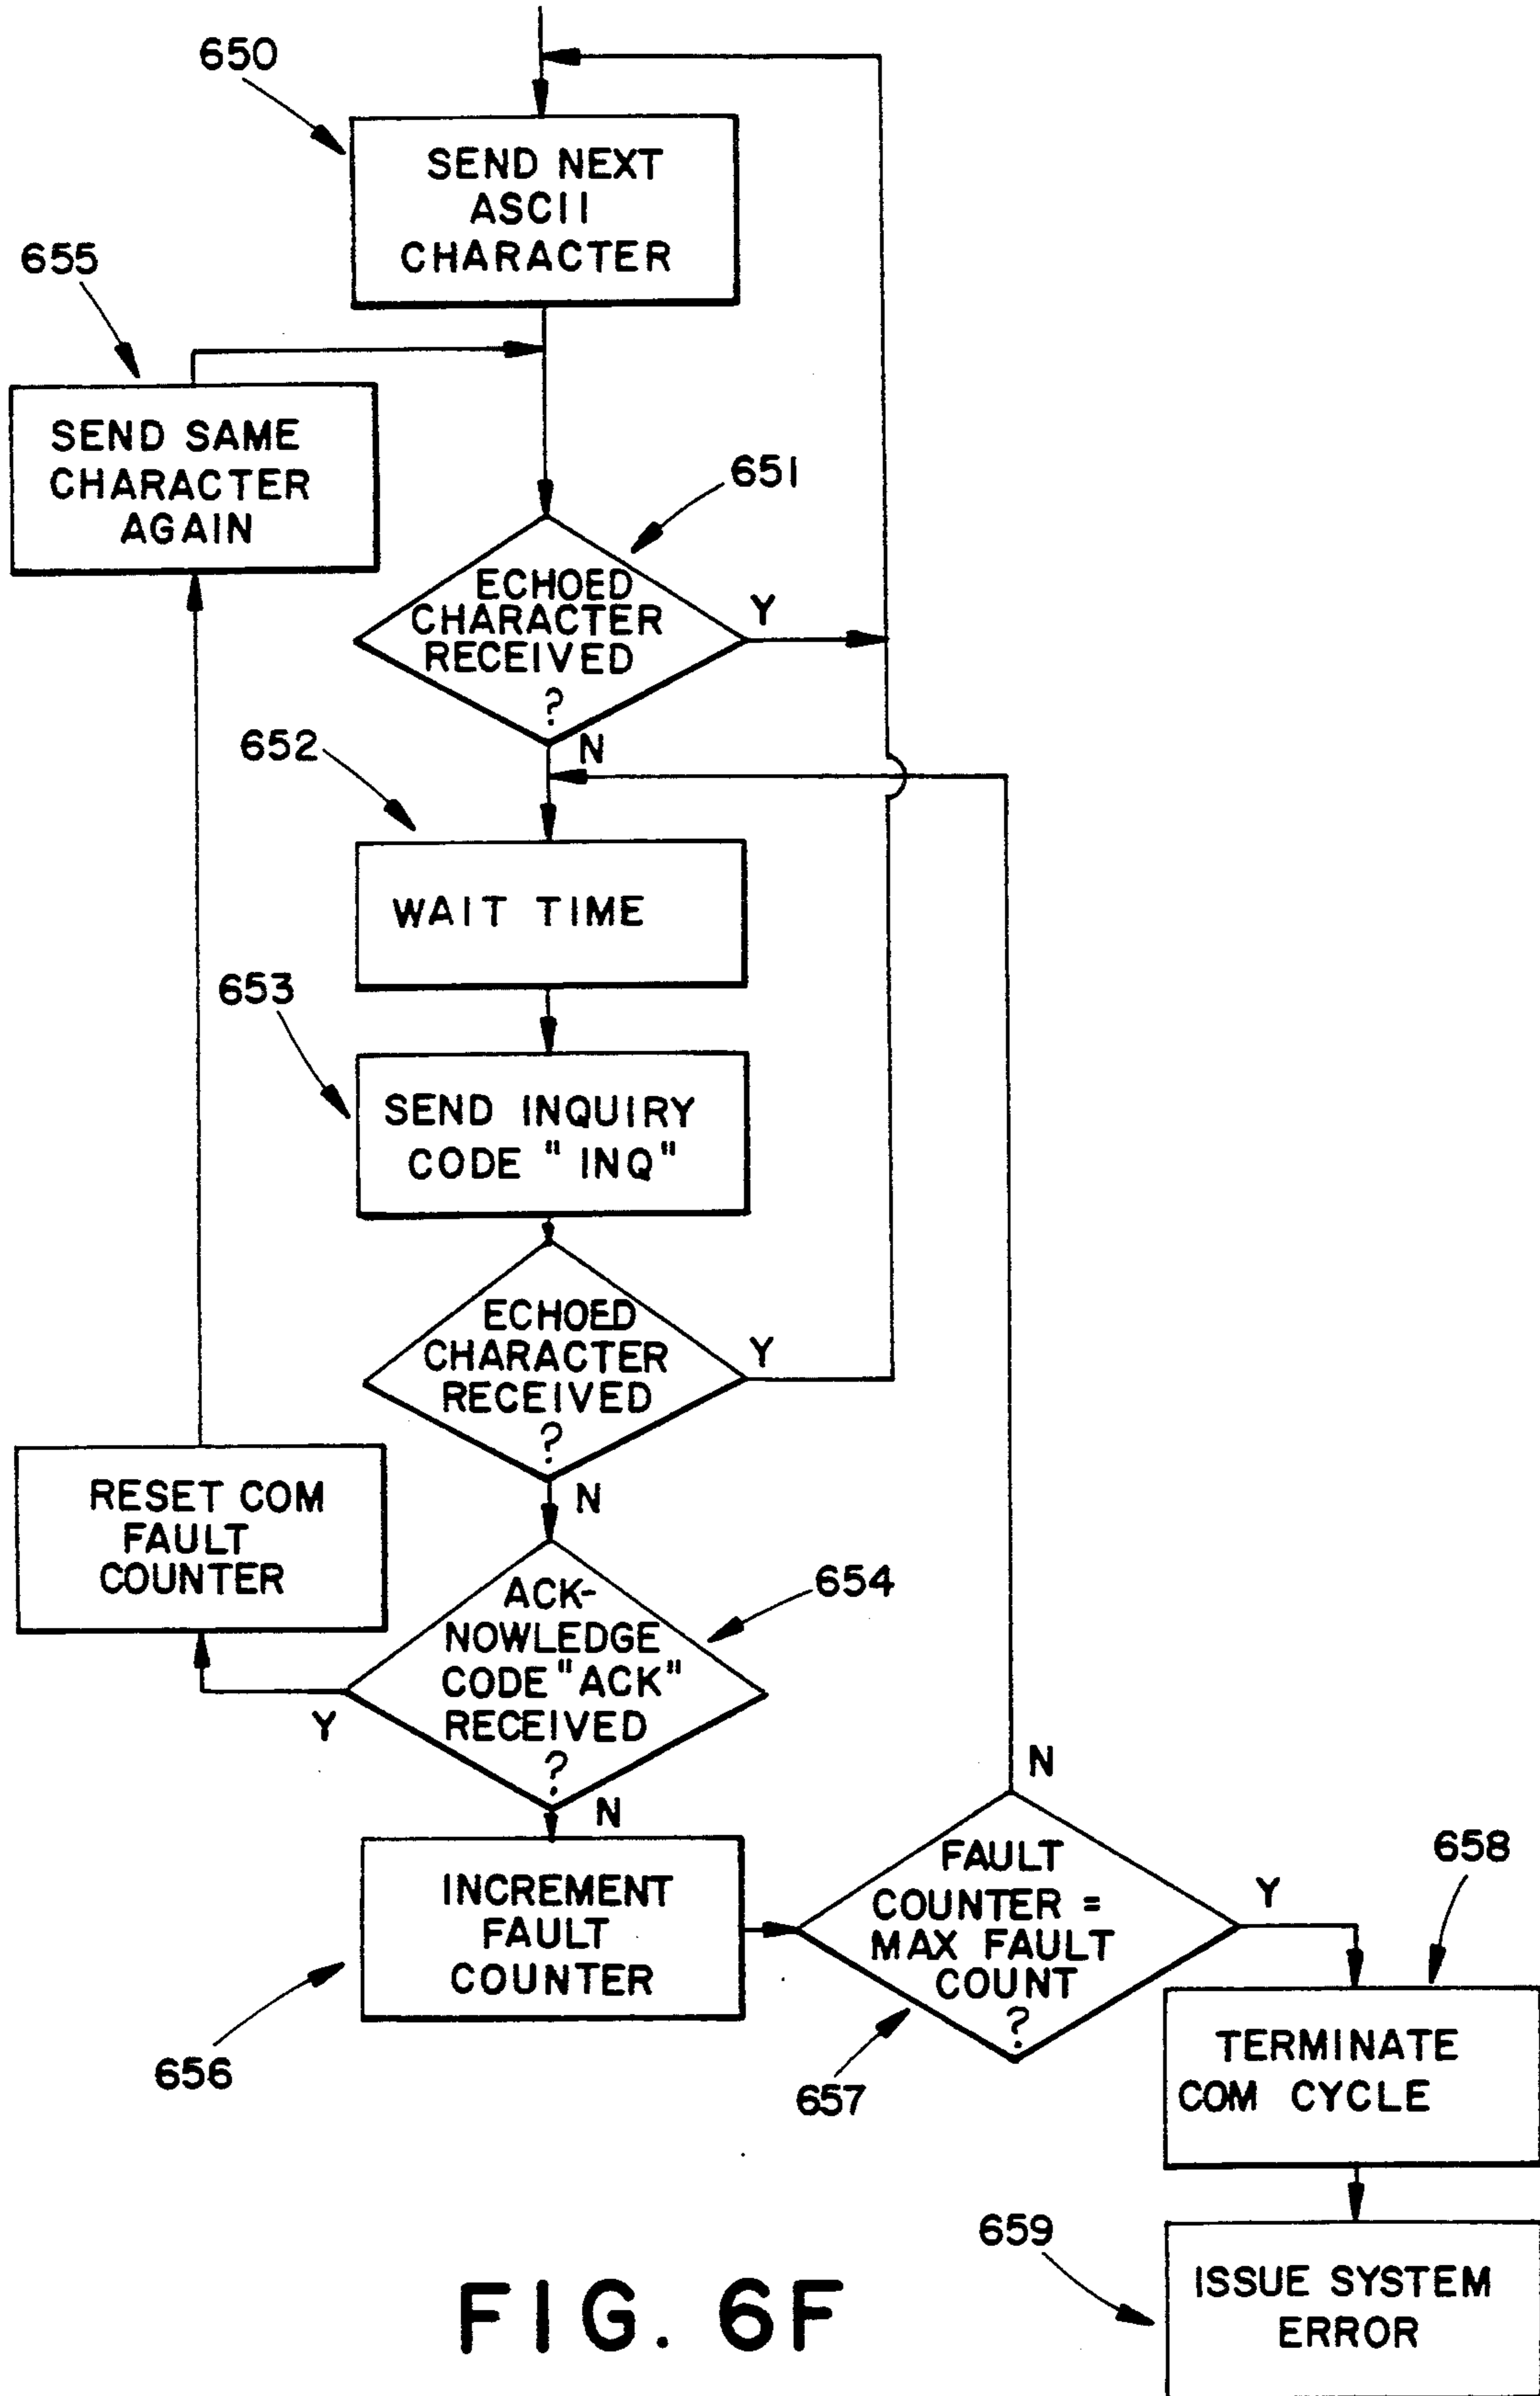 650
SEND NEXT
ASCII
CHARACTER
655
SEND SAME
CHARACTER
AGAIN
651
ECHOED
CHARACTER
RECEIVED
?
Y
N
652
WAIT TIME
653
SEND INQUIRY
CODE "INQ"
ECHOED
CHARACTER
RECEIVED
?
Y
N
RESET COM
FAULT
COUNTER
654
ACK-
NOWLEDGE
CODE "ACK"
RECEIVED
?
Y
N
INCREMENT
FAULT
COUNTER
656
N
FAULT
COUNTER =
MAX FAULT
COUNT
?
657
Y
658
TERMINATE
COM CYCLE
659
ISSUE SYSTEM
ERROR
FIG. 6F